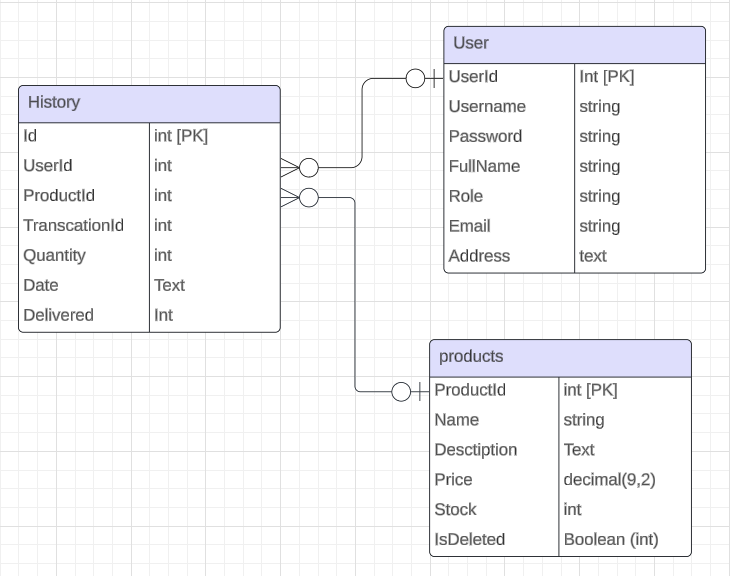 History
Id int [PK]
UserId int
ProductId int
TranscationId int
Quantity int
Date Text
Delivered Int
User
UserId Int [PK]
Username string
Password string
FullName string
Role string
Email string
Address text
products
ProductId int [PK]
Name string
Desctiption Text
Price decimal(9,2)
Stock int
IsDeleted Boolean (int)